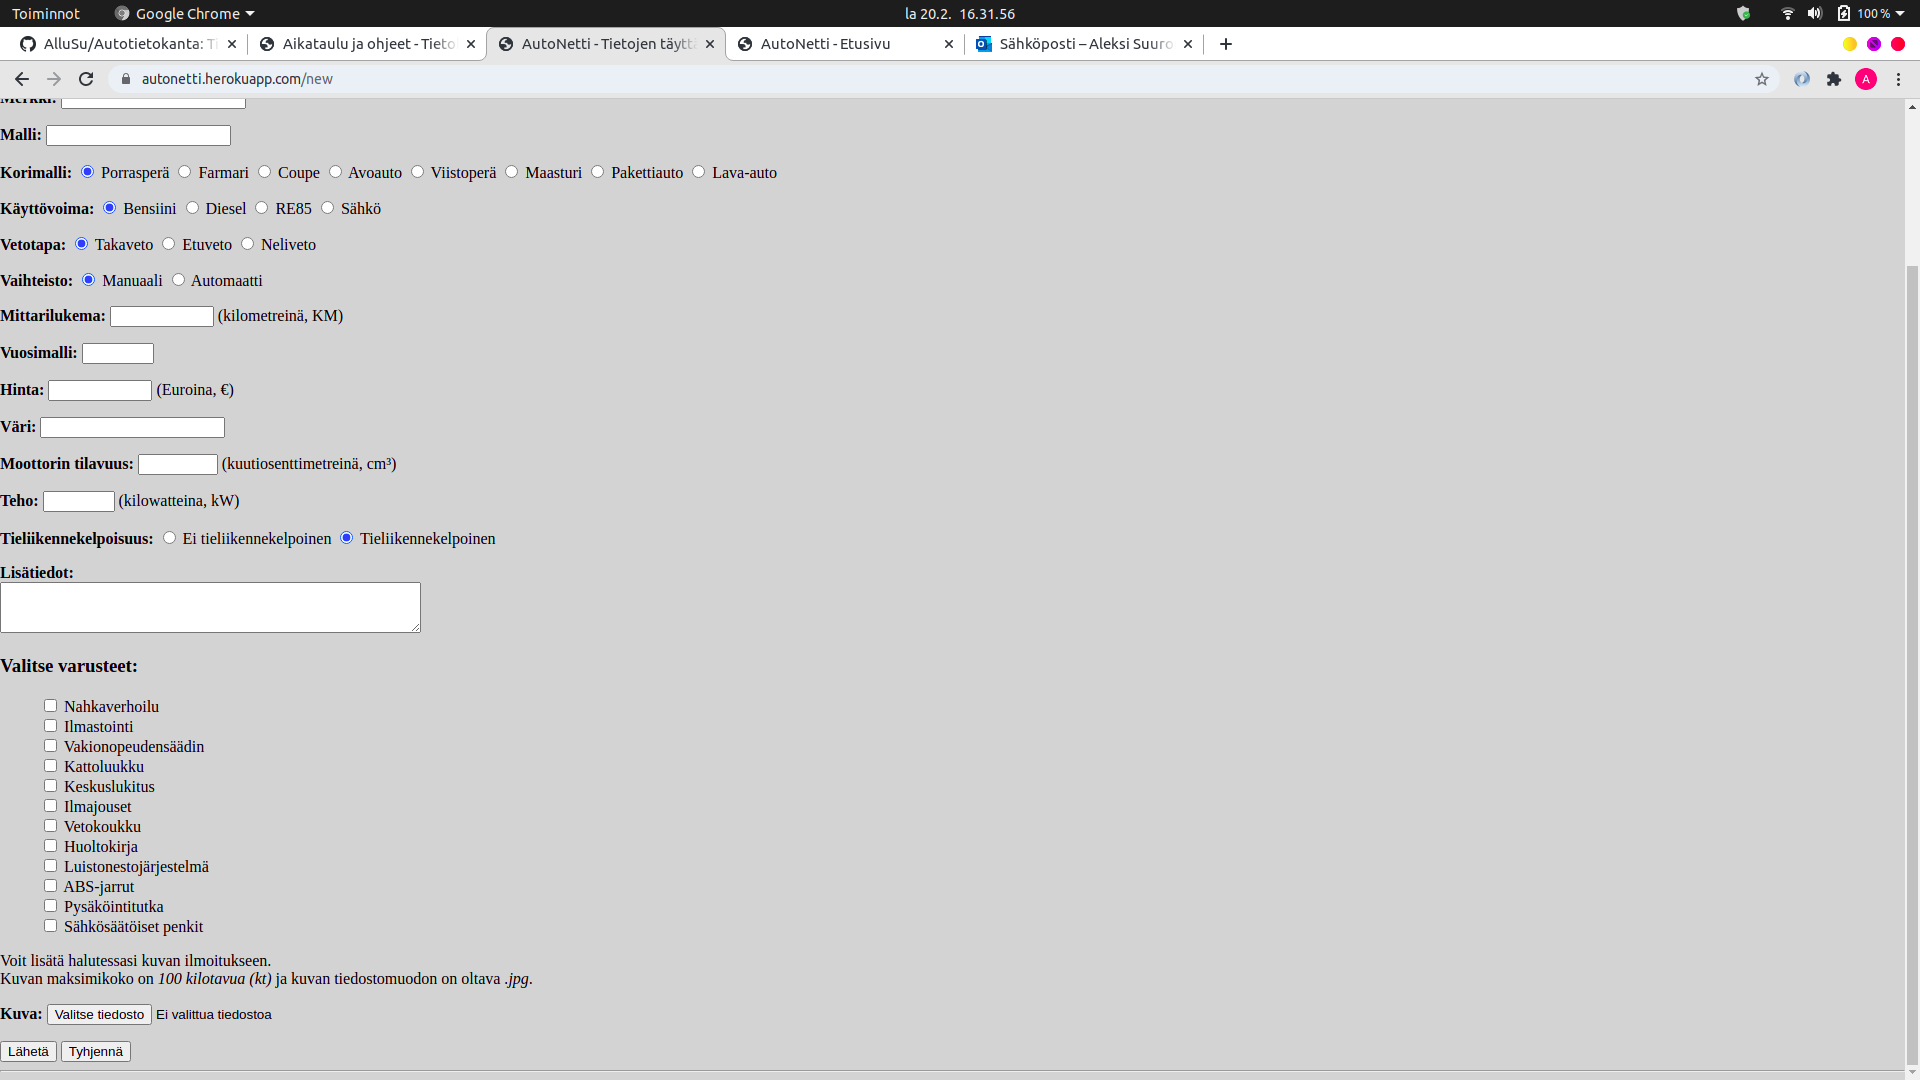 Toiminnot Google Chrome la 20.2. 16.31.56 100 %
AlluSu/Autotietokanta: Ti Aikataulu ja ohjeet - Tieto AutoNetti - Tietojen täyttä AutoNetti - Etusivu Sähköposti – Aleksi Suuro
autonetti.herokuapp.com/new A
Merkki:
Malli:
Korimalli: Porrasperä Farmari Coupe Avoauto Viistoperä Maasturi Pakettiauto Lava-auto
Käyttövoima: Bensiini Diesel RE85 Sähkö
Vetotapa: Takaveto Etuveto Neliveto
Vaihteisto: Manuaali Automaatti
Mittarilukema: (kilometreinä, KM)
Vuosimalli:
Hinta: (Euroina, €)
Väri:
Moottorin tilavuus: (kuutiosenttimetreinä, cm³)
Teho: (kilowatteina, kW)
Tieliikennekelpoisuus: Ei tieliikennekelpoinen Tieliikennekelpoinen
Lisätiedot:
Valitse varusteet:
Nahkaverhoilu
Ilmastointi
Vakionopeudensäädin
Kattoluukku
Keskuslukitus
Ilmajouset
Vetokoukku
Huoltokirja
Luistonestojärjestelmä
ABS-jarrut
Pysäköintitutka
Sähkösäätöiset penkit
Voit lisätä halutessasi kuvan ilmoitukseen.
Kuvan maksimikoko on 100 kilotavua (kt) ja kuvan tiedostomuodon on oltava .jpg.
Kuva: Valitse tiedosto Ei valittua tiedostoa
Lähetä Tyhjennä